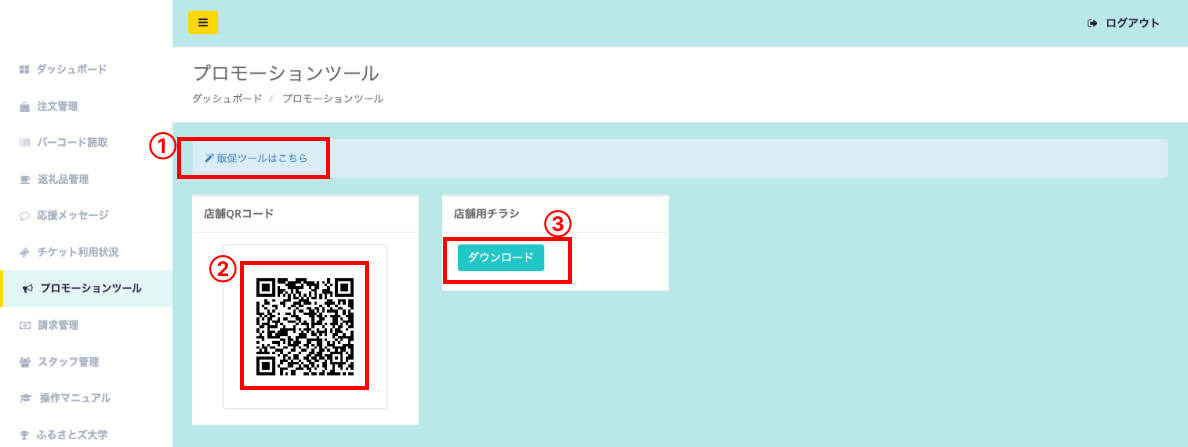 ログアウト
ダッシュボード
注文管理
バーコード読取
返礼品管理
応援メッセージ
チケット利用状況
プロモーションツール
請求管理
スタッフ管理
操作マニュアル
ふるさとズ大学
プロモーションツール
ダッシュボード / プロモーションツール
①
販促ツールはこちら
店舗QRコード
②
店舗用チラシ
③
ダウンロード